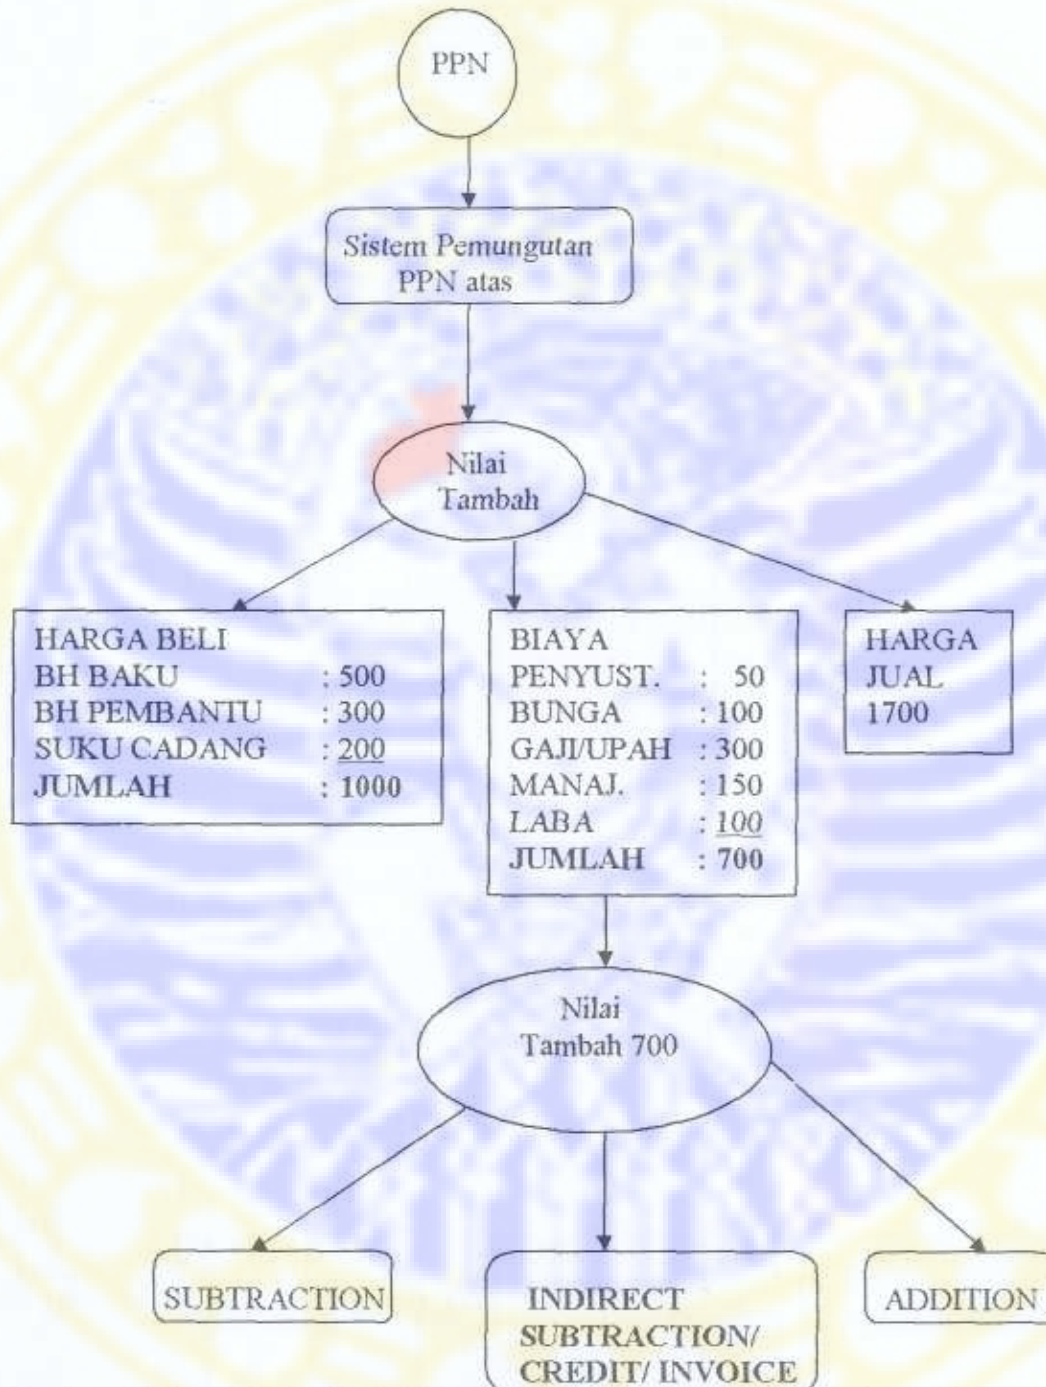 PPN
Sistem Pemungutan
PPN atas
Nilai
Tambah
HARGA BELI
BH BAKU : 500
BH PEMBANTU : 300
SUKU CADANG : 200
JUMLAH : 1000
BIAYA
PENYUST. : 50
BUNGA : 100
GAJI/UPAH : 300
MANAJ. : 150
LABA : 100
JUMLAH : 700
HARGA
JUAL
1700
Nilai
Tambah 700
SUBTRACTION
INDIRECT
SUBTRACTION/
CREDIT/ INVOICE
ADDITION